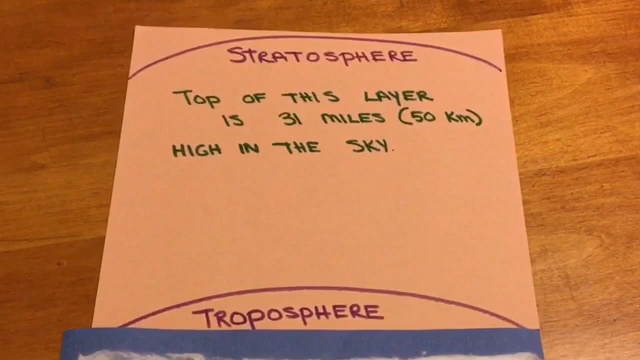 STRATOSPHERE
TOP OF THIS LAYER
IS 31 MILES (50 Km)
HIGH IN THE SKY.
TROPOSPHERE